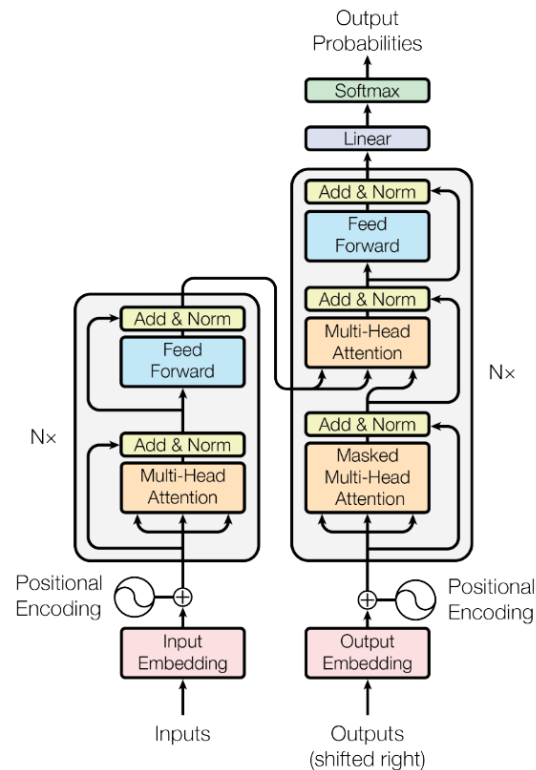 Output
Probabilities
Softmax
Linear
Add & Norm
Feed
Forward
Add & Norm
Multi-Head
Attention
Add & Norm
Masked
Multi-Head
Attention
N×
Add & Norm
Feed
Forward
Add & Norm
Multi-Head
Attention
N×
Positional
Encoding
Positional
Encoding
Input
Embedding
Output
Embedding
Inputs
Outputs
(shifted right)